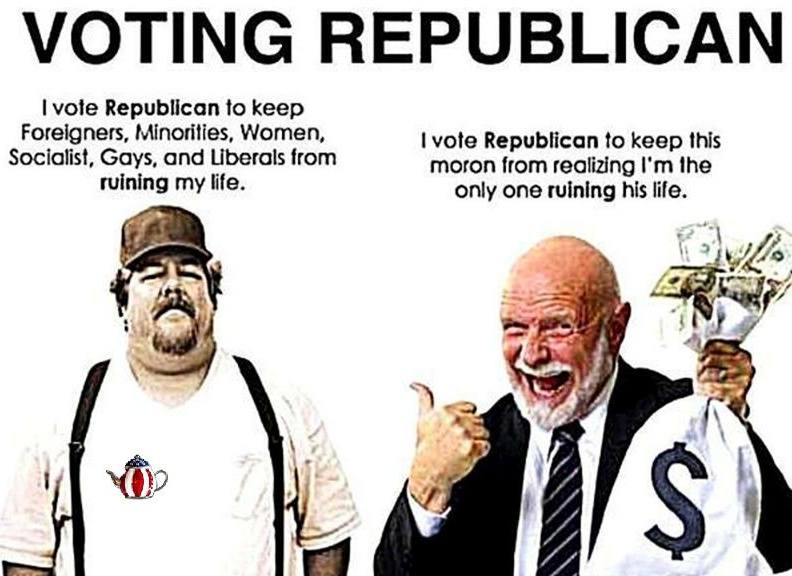 VOTING REPUBLICAN
I vote Republican to keep
Foreigners, Minorities, Women,
Socialist, Gays, and Liberals from
ruining my life.
I vote Republican to keep this
moron from realizing I'm the
only one ruining his life.
$